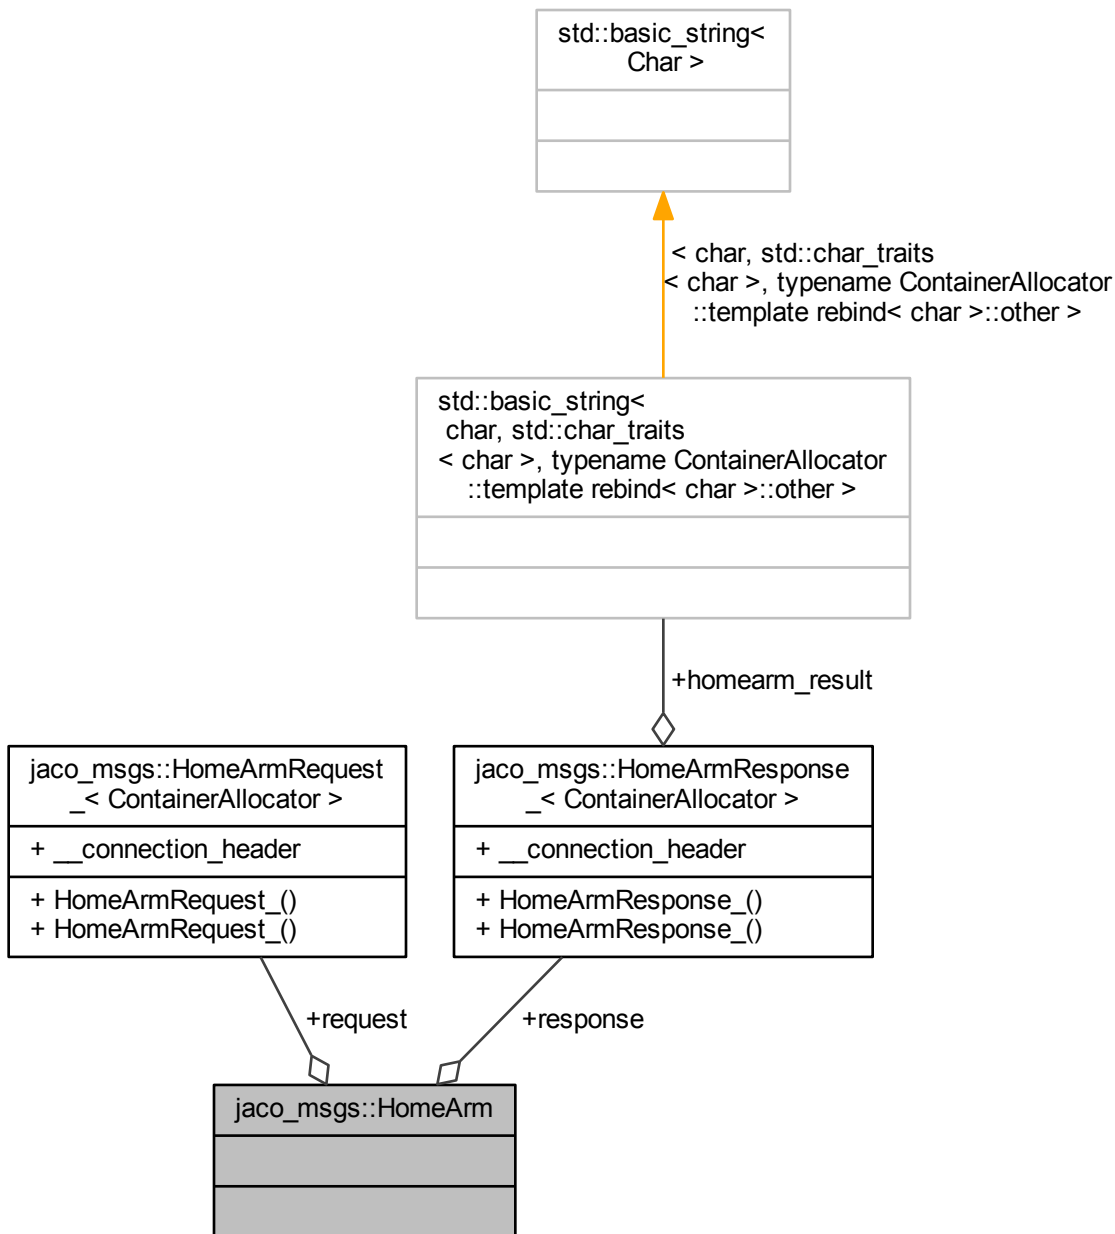 std::basic_string<
Char >
< char, std::char_traits
< char >, typename ContainerAllocator
::template rebind< char >::other >
std::basic_string<
char, std::char_traits
< char >, typename ContainerAllocator
::template rebind< char >::other >
+homearm_result
jaco_msgs::HomeArmRequest
_< ContainerAllocator >
+ __connection_header
+ HomeArmRequest_()
+ HomeArmRequest_()
jaco_msgs::HomeArmResponse
_< ContainerAllocator >
+ __connection_header
+ HomeArmResponse_()
+ HomeArmResponse_()
+request
+response
jaco_msgs::HomeArm